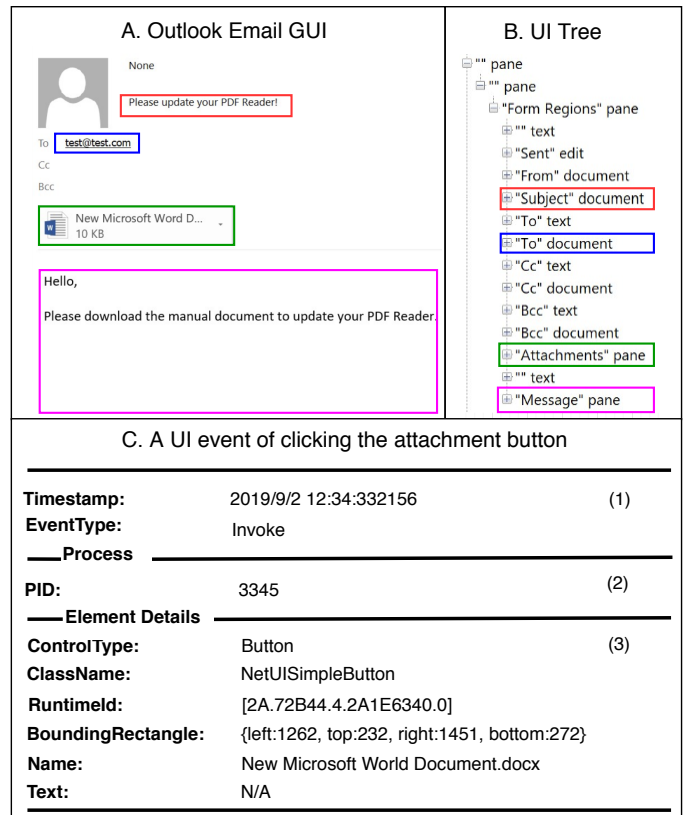 A. Outlook Email GUI
None
Please update your PDF Reader!
To test@test.com
Cc
Bcc
New Microsoft Word D...
10 KB
Hello,
Please download the manual document to update your PDF Reader.
B. UI Tree
"" pane
"" pane
"Form Regions" pane
"" text
"Sent" edit
"From" document
"Subject" document
"To" text
"To" document
"Cc" text
"Cc" document
"Bcc" text
"Bcc" document
"Attachments" pane
"" text
"Message" pane
C. A UI event of clicking the attachment button
Timestamp: 2019/9/2 12:34:332156 (1)
EventType: Invoke
Process
PID: 3345 (2)
Element Details
ControlType: Button (3)
ClassName: NetUISimpleButton
RuntimeId: [2A.72B44.4.2A1E6340.0]
BoundingRectangle: {left:1262, top:232, right:1451, bottom:272}
Name: New Microsoft World Document.docx
Text: N/A